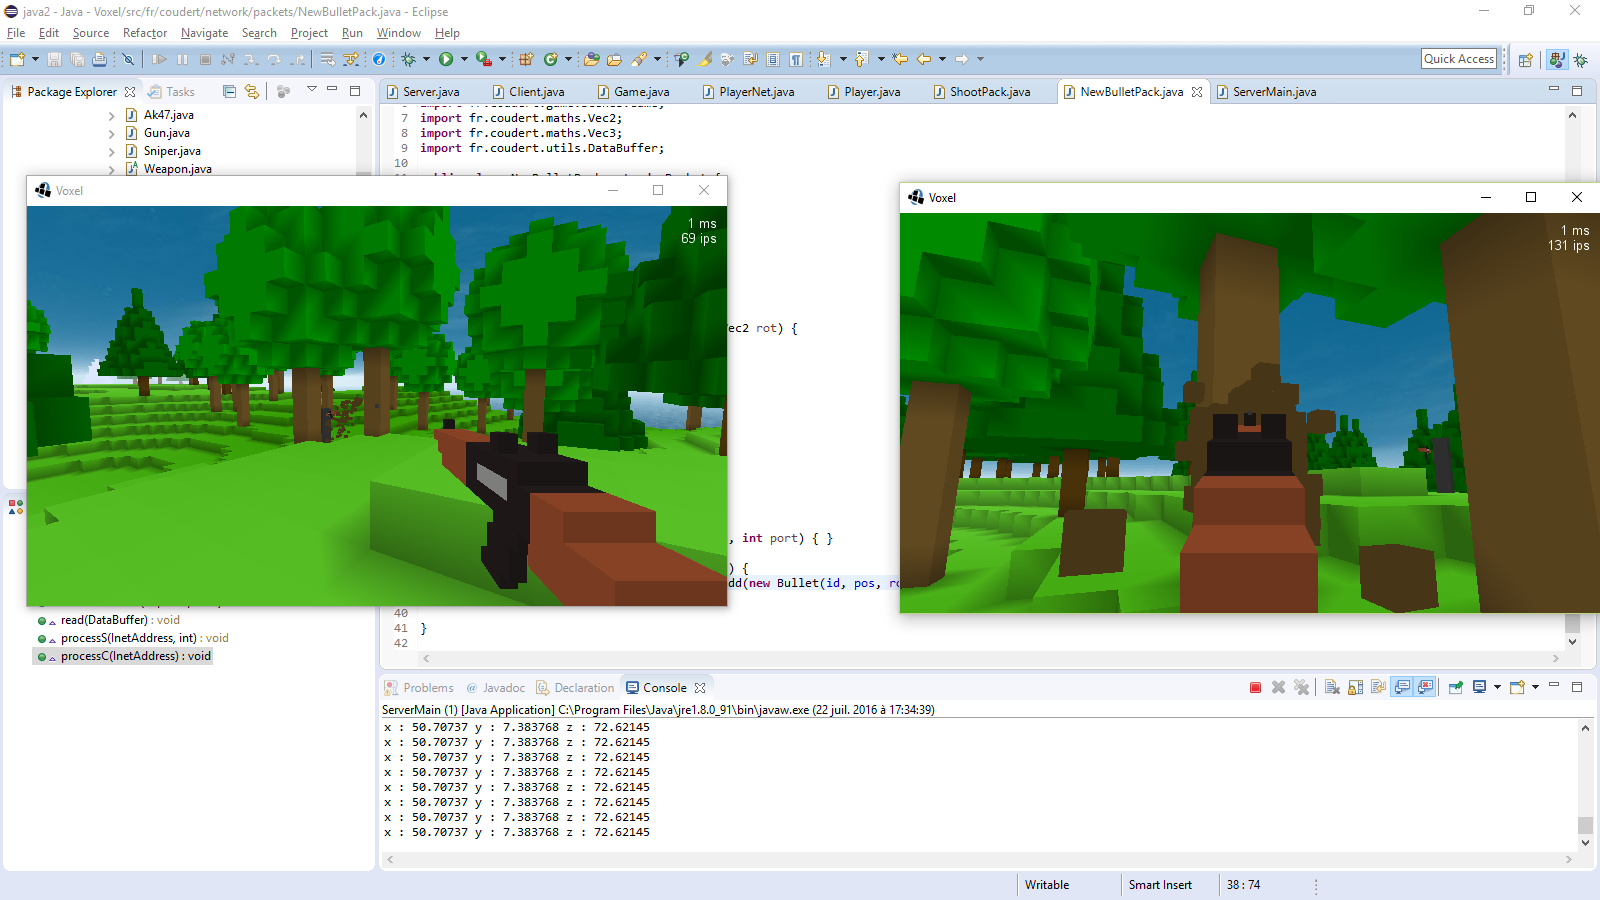 java2 - Java - Voxel/src/fr/coudert/network/packets/NewBulletPack.java - Eclipse
File Edit Source Refactor Navigate Search Project Run Window Help
Quick Access
Package Explorer Tasks
Server.java Client.java Game.java PlayerNet.java Player.java ShootPack.java NewBulletPack.java ServerMain.java
Ak47.java
Gun.java
Sniper.java
Weapon.java
7 import fr.coudert.maths.Vec2;
8 import fr.coudert.maths.Vec3;
9 import fr.coudert.utils.DataBuffer;
10
Voxel
1 ms
69 ips
Voxel
1 ms
131 ips
ec2 rot) {
, int port) { }
) {
dd(new Bullet(id, pos,
40
41 }
42
read(DataBuffer) : void
processS(InetAddress, int) : void
processC(InetAddress) : void
Problems Javadoc Declaration Console
ServerMain (1) [Java Application] C:\Program Files\Java\jre1.8.0_91\bin\javaw.exe (22 juil. 2016 à 17:34:39)
x : 50.70737 y : 7.383768 z : 72.62145
x : 50.70737 y : 7.383768 z : 72.62145
x : 50.70737 y : 7.383768 z : 72.62145
x : 50.70737 y : 7.383768 z : 72.62145
x : 50.70737 y : 7.383768 z : 72.62145
x : 50.70737 y : 7.383768 z : 72.62145
x : 50.70737 y : 7.383768 z : 72.62145
x : 50.70737 y : 7.383768 z : 72.62145
Writable Smart Insert 38 : 74